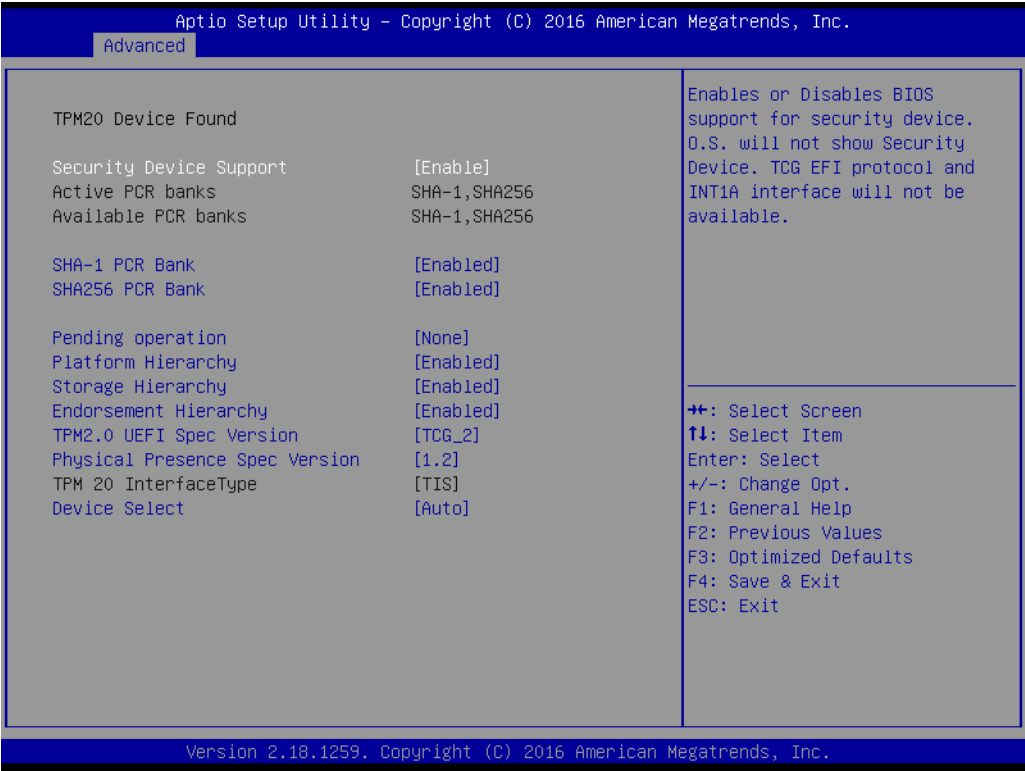 Aptio Setup Utility – Copyright (C) 2016 American Megatrends, Inc.
Advanced
TPM20 Device Found
Security Device Support [Enable]
Active PCR banks SHA-1,SHA256
Available PCR banks SHA-1,SHA256
SHA-1 PCR Bank [Enabled]
SHA256 PCR Bank [Enabled]
Pending operation [None]
Platform Hierarchy [Enabled]
Storage Hierarchy [Enabled]
Endorsement Hierarchy [Enabled]
TPM2.0 UEFI Spec Version [TCG_2]
Physical Presence Spec Version [1.2]
TPM 20 InterfaceType [TIS]
Device Select [Auto]
Enables or Disables BIOS
support for security device.
O.S. will not show Security
Device. TCG EFI protocol and
INT1A interface will not be
available.
→←: Select Screen
↑↓: Select Item
Enter: Select
+/-: Change Opt.
F1: General Help
F2: Previous Values
F3: Optimized Defaults
F4: Save & Exit
ESC: Exit
Version 2.18.1259. Copyright (C) 2016 American Megatrends, Inc.